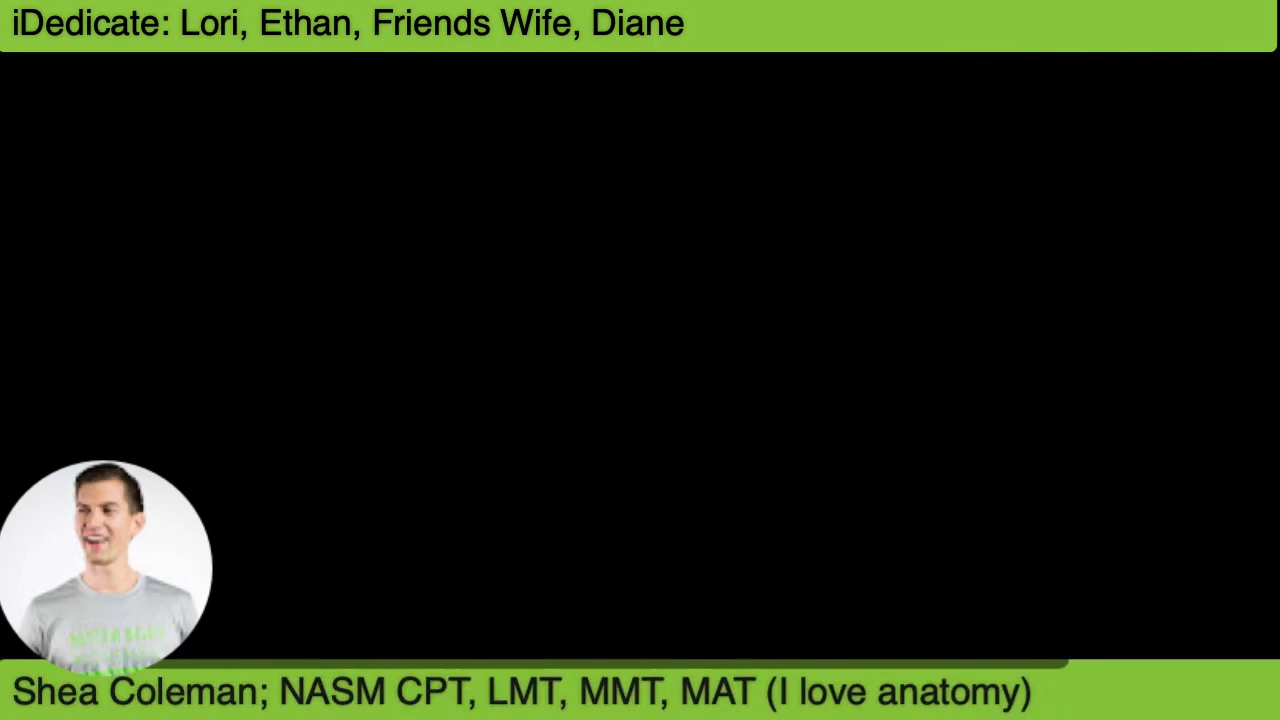 iDedicate: Lori, Ethan, Friends Wife, Diane
Shea Coleman; NASM CPT, LMT, MMT, MAT (I love anatomy)